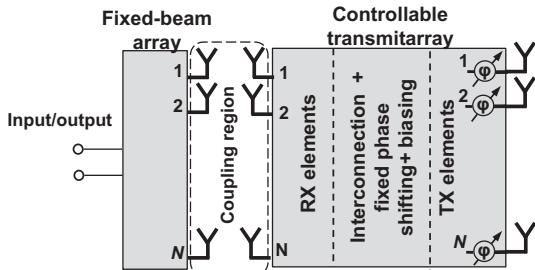 Fixed-beam
array
Controllable
transmitarray
Input/output
1
2
N
Coupling region
1
2
N
RX elements
Interconnection +
fixed phase
shifting+ biasing
TX elements
1
φ
2
φ
N
φ